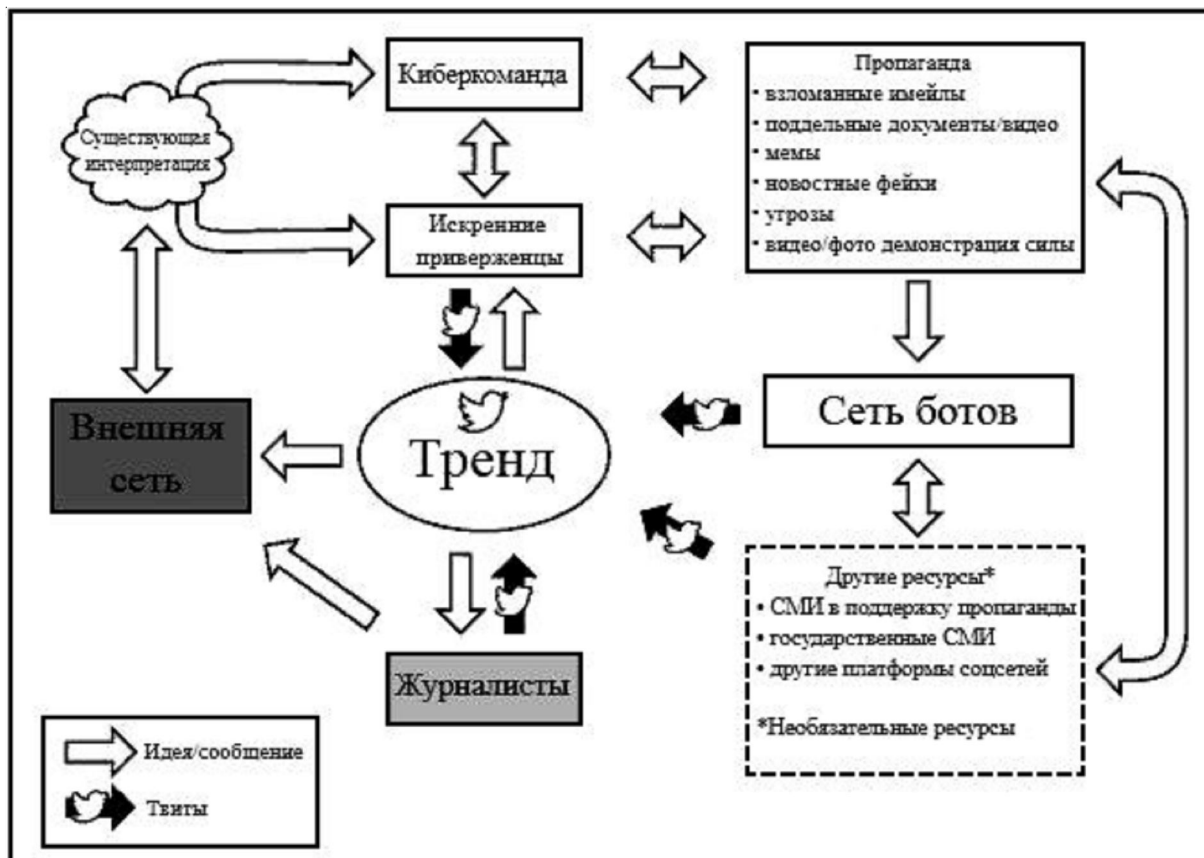 Киберкоманда
Пропаганда
• взломанные имейлы
• поддельные документы/видео
• мемы
• новостные фейки
• угрозы
• видео/фото демонстрация силы
Существующая
интерпретация
Искренние
приверженцы
Внешняя
сеть
Тренд
Сеть ботов
Другие ресурсы*
• СМИ в поддержку пропаганды
• государственные СМИ
• другие платформы соцсетей
*Необязательные ресурсы
Журналисты
Идея/сообщение
Твиты